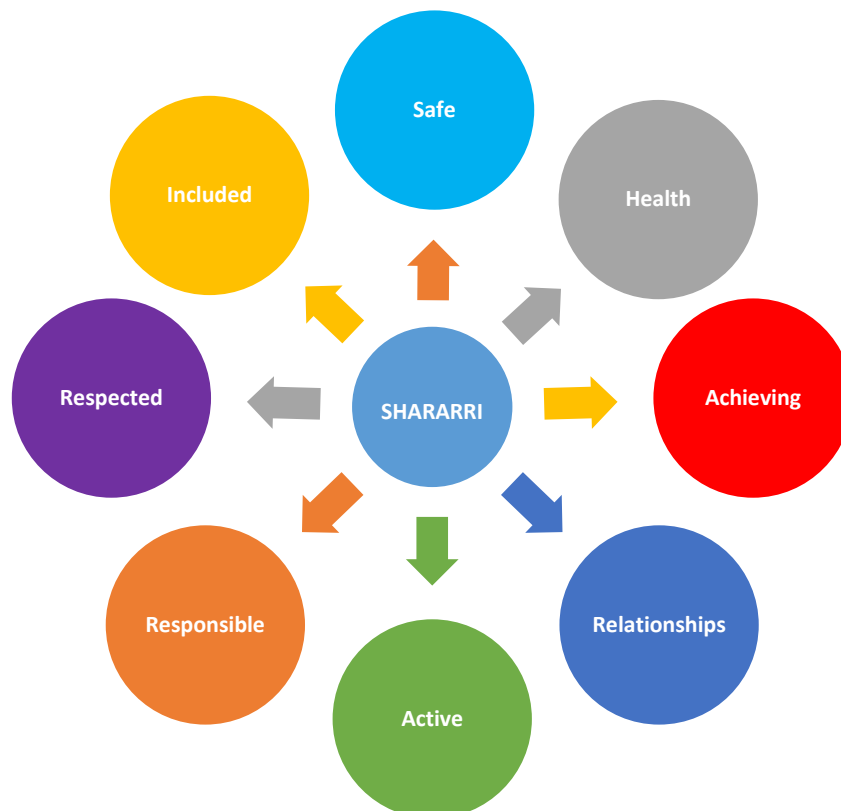 Safe
Health
Achieving
Relationships
Active
Responsible
Respected
Included
SHARARRI